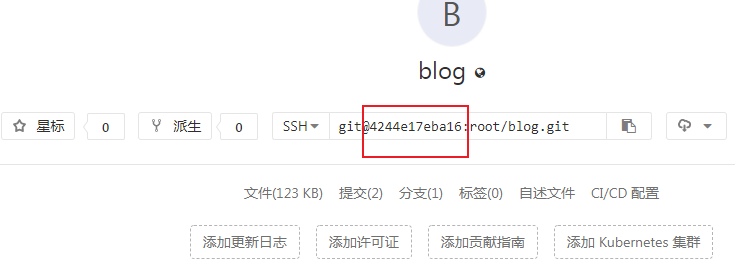 B
blog
星标 0 派生 0 SSH git@4244e17eba16:root/blog.git
文件(123 KB) 提交(2) 分支(1) 标签(0) 自述文件 CI/CD 配置
添加更新日志 添加许可证 添加贡献指南 添加 Kubernetes 集群